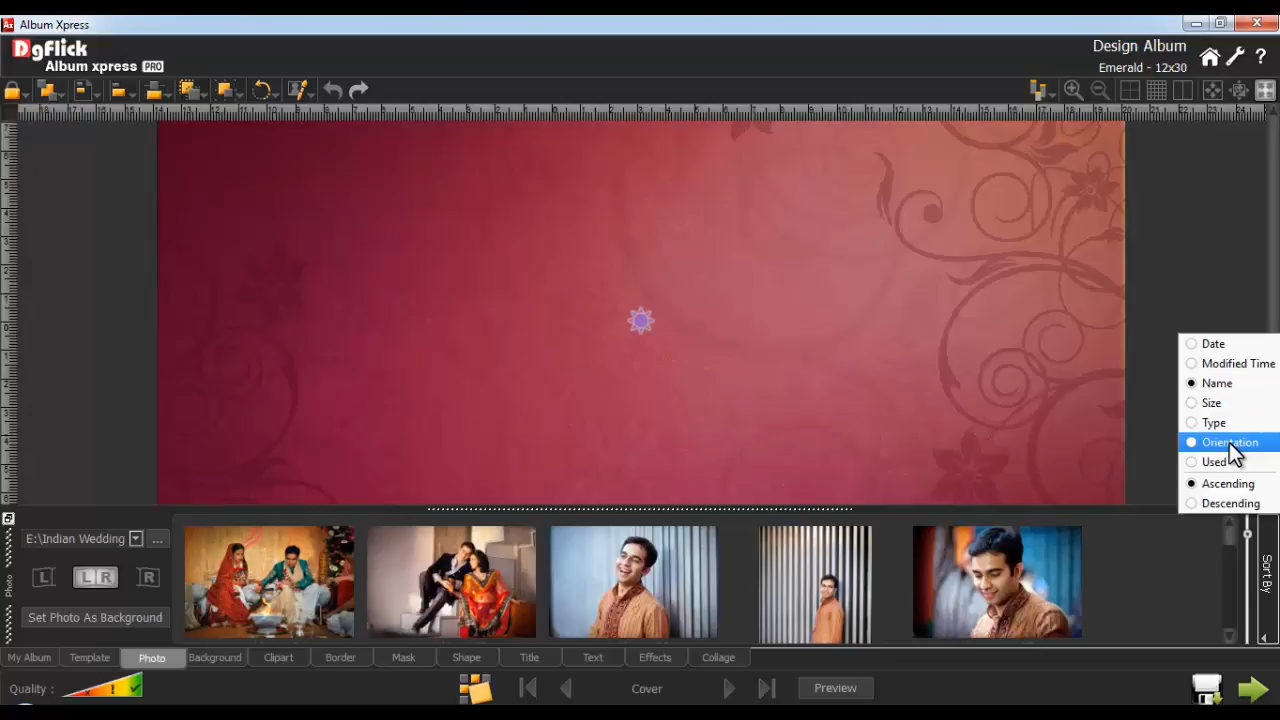 Album Xpress
DgFlick
Album xpress PRO
Design Album
Emerald - 12x30
Date
Modified Time
Name
Size
Type
Orientation
Used
Ascending
Descending
E:\Indian Wedding
...
Photo
L
L R
R
Set Photo As Background
Sort By
My Album
Template
Photo
Background
Clipart
Border
Mask
Shape
Title
Text
Effects
Collage
Quality :
Cover
Preview